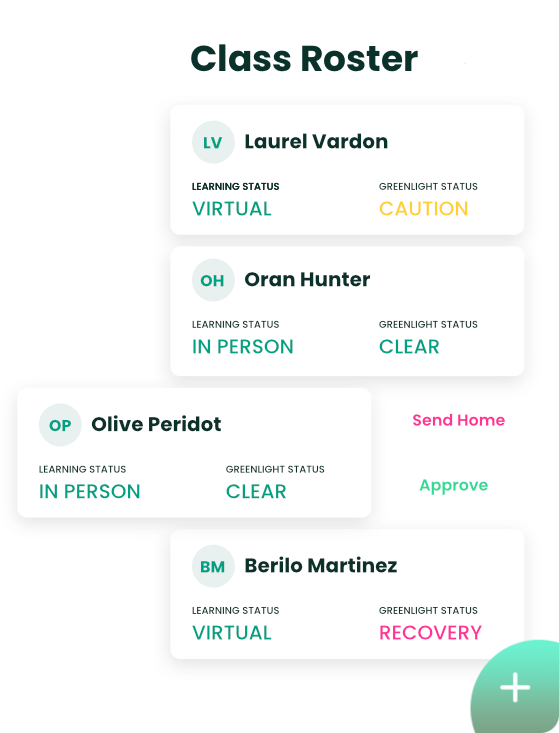 Class Roster
LV Laurel Vardon
LEARNING STATUS GREENLIGHT STATUS
VIRTUAL CAUTION
OH Oran Hunter
LEARNING STATUS GREENLIGHT STATUS
IN PERSON CLEAR
OP Olive Peridot Send Home
LEARNING STATUS GREENLIGHT STATUS
IN PERSON CLEAR Approve
BM Berilo Martinez
LEARNING STATUS GREENLIGHT STATUS
VIRTUAL RECOVERY
+